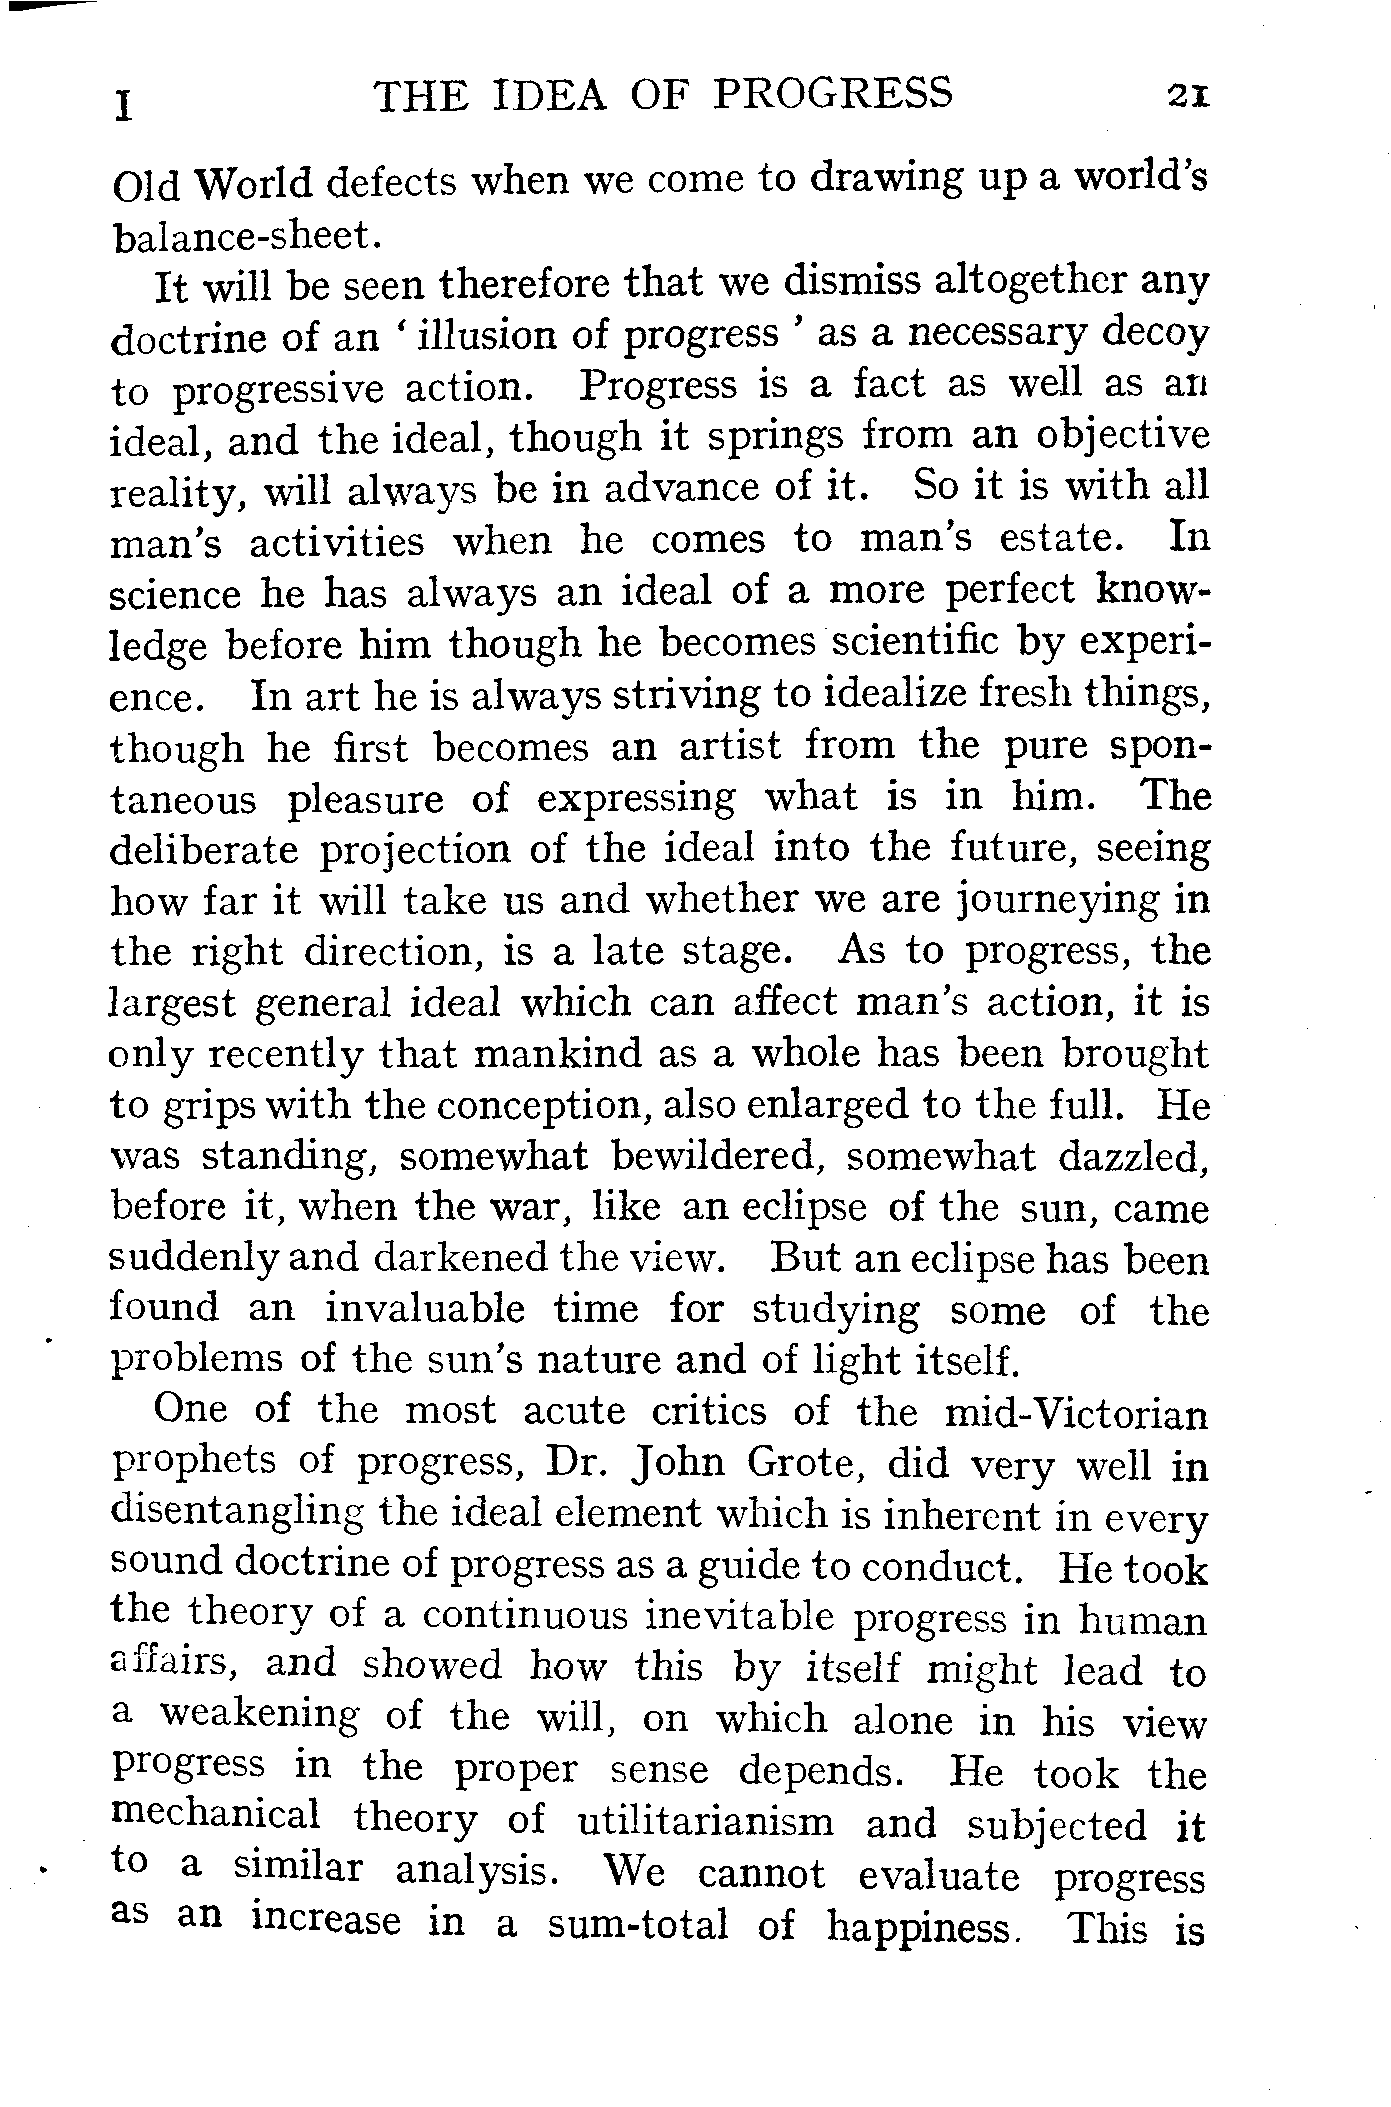 I THE IDEA OF PROGRESS 21
Old World defects when we come to drawing up a world's
balance-sheet.
It will be seen therefore that we dismiss altogether any
doctrine of an ‘ illusion of progress ’ as a necessary decoy
to progressive action. Progress is a fact as well as an
ideal, and the ideal, though it springs from an objective
reality, will always be in advance of it. So it is with all
man's activities when he comes to man's estate. In
science he has always an ideal of a more perfect know-
ledge before him though he becomes scientific by experi-
ence. In art he is always striving to idealize fresh things,
though he first becomes an artist from the pure spon-
taneous pleasure of expressing what is in him. The
deliberate projection of the ideal into the future, seeing
how far it will take us and whether we are journeying in
the right direction, is a late stage. As to progress, the
largest general ideal which can affect man's action, it is
only recently that mankind as a whole has been brought
to grips with the conception, also enlarged to the full. He
was standing, somewhat bewildered, somewhat dazzled,
before it, when the war, like an eclipse of the sun, came
suddenly and darkened the view. But an eclipse has been
found an invaluable time for studying some of the
problems of the sun's nature and of light itself.
One of the most acute critics of the mid-Victorian
prophets of progress, Dr. John Grote, did very well in
disentangling the ideal element which is inherent in every
sound doctrine of progress as a guide to conduct. He took
the theory of a continuous inevitable progress in human
affairs, and showed how this by itself might lead to
a weakening of the will, on which alone in his view
progress in the proper sense depends. He took the
mechanical theory of utilitarianism and subjected it
to a similar analysis. We cannot evaluate progress
as an increase in a sum-total of happiness. This is